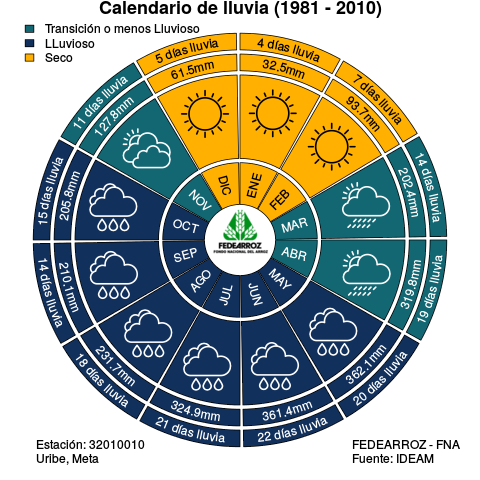 Calendario de lluvia (1981 - 2010)
Transición o menos Lluvioso
LLuvioso
Seco
4 días lluvia
32.5mm
ENE
7 días lluvia
93.7mm
FEB
14 días lluvia
202.4mm
MAR
19 días lluvia
319.8mm
ABR
20 días lluvia
362.1mm
MAY
22 días lluvia
361.4mm
JUN
21 días lluvia
324.9mm
JUL
18 días lluvia
231.7mm
AGO
14 días lluvia
210.1mm
SEP
15 días lluvia
205.8mm
OCT
11 días lluvia
127.8mm
NOV
5 días lluvia
61.5mm
DIC
FEDEARROZ
FONDO NACIONAL DEL ARROZ
Estación: 32010010
Uribe, Meta
FEDEARROZ - FNA
Fuente: IDEAM